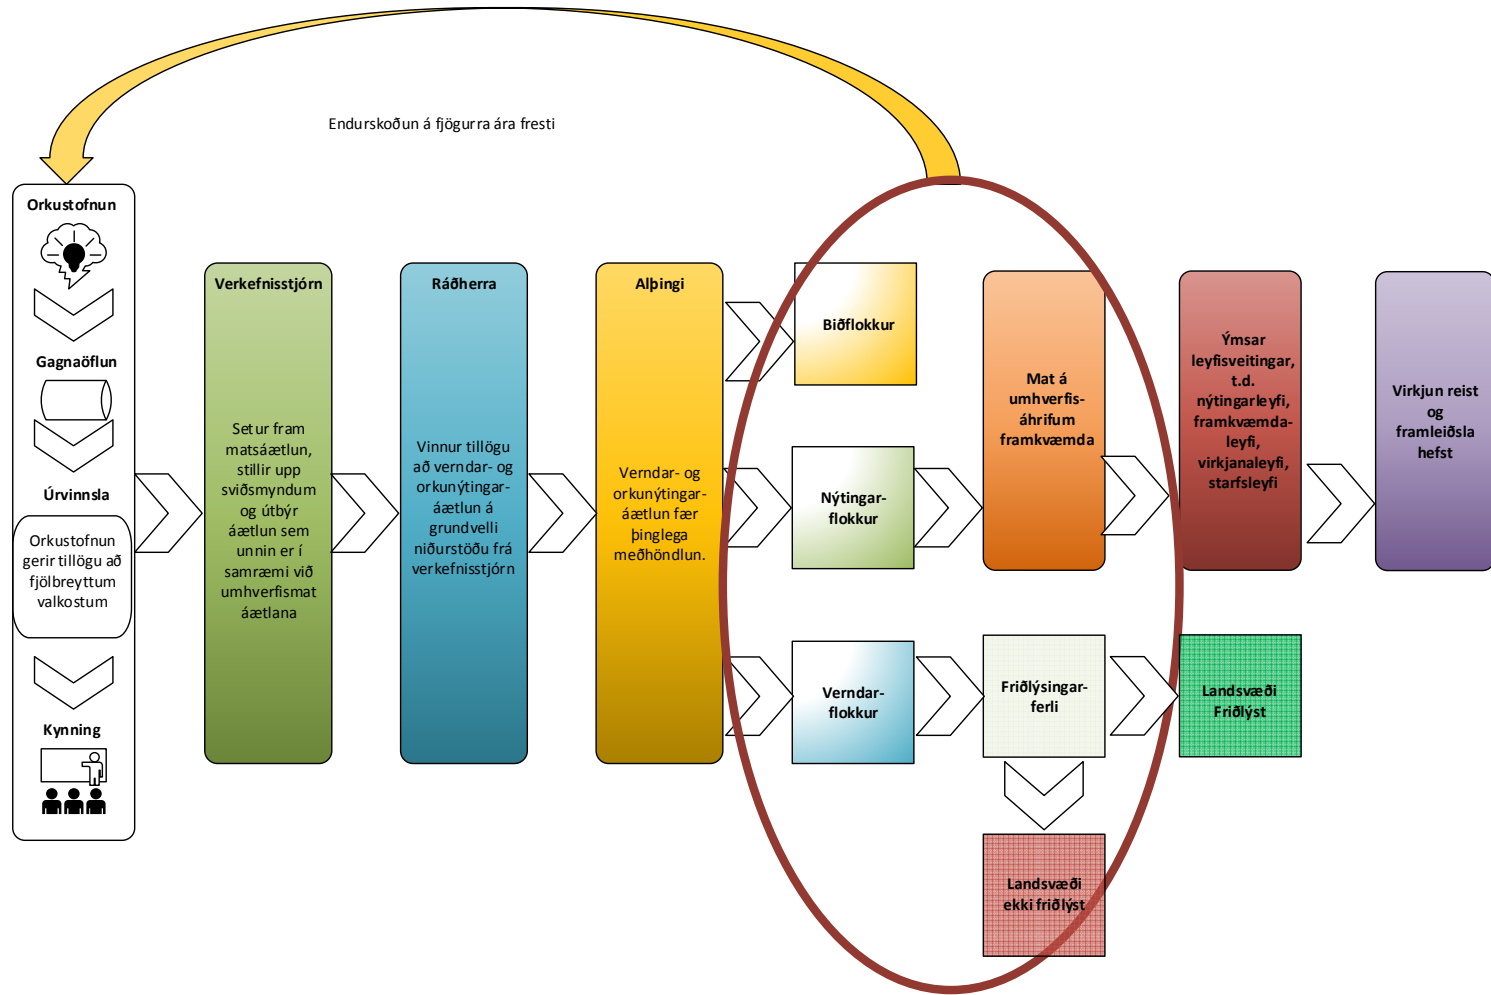 Endurskoðun á fjögurra ára fresti
Orkustofnun
Gagnaöflun
Úrvinnsla
Orkustofnun
gerir tillögu að
fjölbreyttum
valkostum
Kynning
Verkefnisstjórn
Setur fram
matsáætlun,
stillir upp
sviðsmyndum
og útbýr
áætlun sem
unnin er í
samræmi við
umhverfismat
áætlana
Ráðherra
Vinnur tillögu
að verndar- og
orkunýtingar-
áætlun á
grundvelli
niðurstöðu frá
verkefnisstjórn
Alþingi
Verndar- og
orkunýtingar-
áætlun fær
þinglega
meðhöndlun.
Biðflokkur
Nýtingar-
flokkur
Verndar-
flokkur
Mat á
umhverfis-
áhrifum
framkvæmda
Friðlýsingar-
ferli
Landsvæði
ekki friðlýst
Ýmsar
leyfisveitingar,
t.d.
nýtingarleyfi,
framkvæmda-
leyfi,
virkjanaleyfi,
starfsleyfi
Landsvæði
Friðlýst
Virkjun reist
og
framleiðsla
hefst